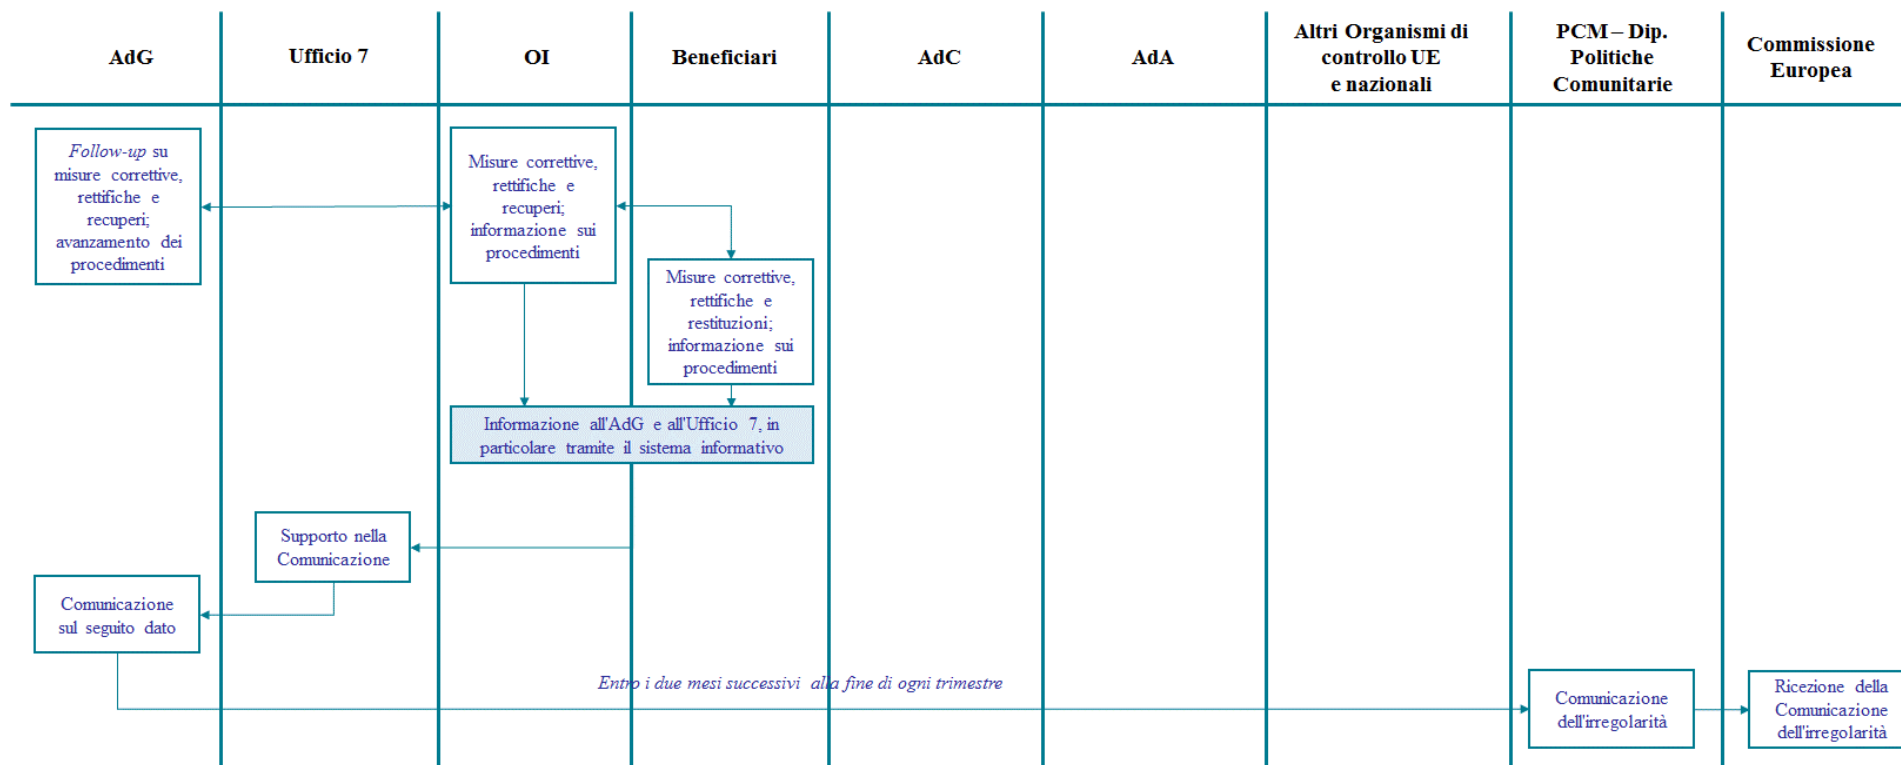 AdG
Ufficio 7
OI
Beneficiari
AdC
AdA
Altri Organismi di
controllo UE
e nazionali
PCM – Dip.
Politiche
Comunitarie
Commissione
Europea
Follow-up su
misure correttive,
rettifiche e
recuperi;
avanzamento dei
procedimenti
Misure correttive,
rettifiche e
recuperi;
informazione sui
procedimenti
Misure correttive,
rettifiche e
restituzioni;
informazione sui
procedimenti
Informazione all'AdG e all'Ufficio 7, in
particolare tramite il sistema informativo
Supporto nella
Comunicazione
Comunicazione
sul seguito dato
Entro i due mesi successivi alla fine di ogni trimestre
Comunicazione
dell'irregolarità
Ricezione della
Comunicazione
dell'irregolarità